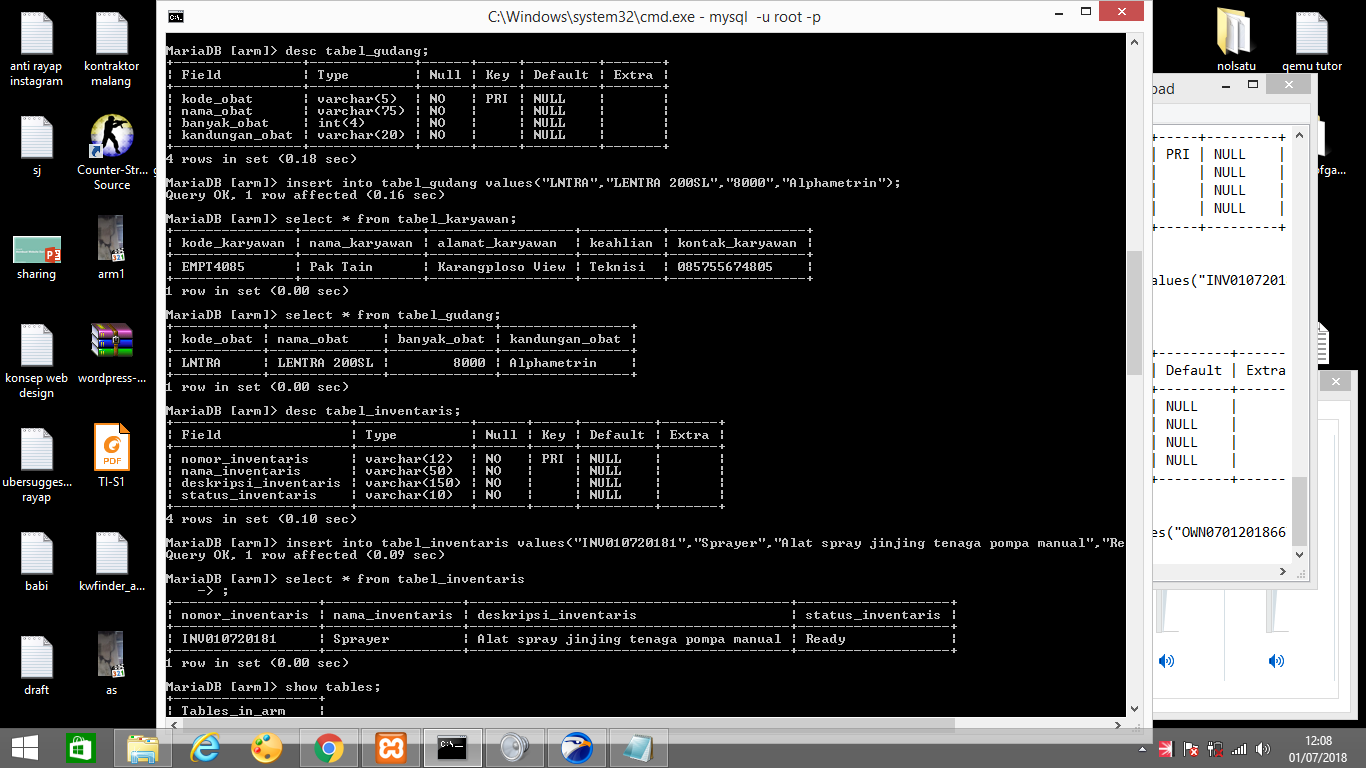 C:\Windows\system32\cmd.exe - mysql  -u root -p
MariaDB [arm]> desc tabel_gudang;
+----------------+-------------+------+-----+---------+-------+
| Field          | Type        | Null | Key | Default | Extra |
+----------------+-------------+------+-----+---------+-------+
| kode_obat      | varchar(5)  | NO   | PRI | NULL    |       |
| nama_obat      | varchar(75) | NO   |     | NULL    |       |
| banyak_obat    | int(4)      | NO   |     | NULL    |       |
| kandungan_obat | varchar(20) | NO   |     | NULL    |       |
+----------------+-------------+------+-----+---------+-------+
4 rows in set (0.18 sec)
MariaDB [arm]> insert into tabel_gudang values("LNTRA","LENTRA 200SL","8000","Alphametrin");
Query OK, 1 row affected (0.16 sec)
MariaDB [arm]> select * from tabel_karyawan;
+---------------+---------------+------------------+----------+-----------------+
| kode_karyawan | nama_karyawan | alamat_karyawan  | keahlian | kontak_karyawan |
+---------------+---------------+------------------+----------+-----------------+
| EMPT4085      | Pak Tain      | Karangploso View | Teknisi  | 085755674805    |
+---------------+---------------+------------------+----------+-----------------+
1 row in set (0.00 sec)
MariaDB [arm]> select * from tabel_gudang;
+-----------+--------------+-------------+----------------+
| kode_obat | nama_obat    | banyak_obat | kandungan_obat |
+-----------+--------------+-------------+----------------+
| LNTRA     | LENTRA 200SL |        8000 | Alphametrin    |
+-----------+--------------+-------------+----------------+
1 row in set (0.00 sec)
MariaDB [arm]> desc tabel_inventaris;
+----------------------+--------------+------+-----+---------+-------+
| Field                | Type         | Null | Key | Default | Extra |
+----------------------+--------------+------+-----+---------+-------+
| nomor_inventaris     | varchar(12)  | NO   | PRI | NULL    |       |
| nama_inventaris      | varchar(50)  | NO   |     | NULL    |       |
| deskripsi_inventaris | varchar(150) | NO   |     | NULL    |       |
| status_inventaris    | varchar(10)  | NO   |     | NULL    |       |
+----------------------+--------------+------+-----+---------+-------+
4 rows in set (0.10 sec)
MariaDB [arm]> insert into tabel_inventaris values("INV010720181","Sprayer","Alat spray jinjing tenaga pompa manual","Re
Query OK, 1 row affected (0.09 sec)
MariaDB [arm]> select * from tabel_inventaris
    -> ;
+------------------+-----------------+----------------------------------------+-------------------+
| nomor_inventaris | nama_inventaris | deskripsi_inventaris                   | status_inventaris |
+------------------+-----------------+----------------------------------------+-------------------+
| INV010720181     | Sprayer         | Alat spray jinjing tenaga pompa manual | Ready             |
+------------------+-----------------+----------------------------------------+-------------------+
1 row in set (0.00 sec)
MariaDB [arm]> show tables;
+------------------+
| Tables_in_arm    |
anti rayap
instagram
kontraktor
malang
sj
Counter-Str...
Source
sharing
arm1
konsep web
design
wordpress-...
ubersugges...
rayap
TI-S1
PDF
babi
kwfinder_a...
draft
as
nolsatu
qemu tutor
pad
+-----+----------+
| PRI | NULL     |
|     | NULL     |
|     | NULL     |
|     | NULL     |
+-----+----------+
alues("INV0107201
+---------+------
| Default | Extra
+---------+------
| NULL    |
| NULL    |
| NULL    |
| NULL    |
+---------+------
es("OWN0701201866
12:08
01/07/2018